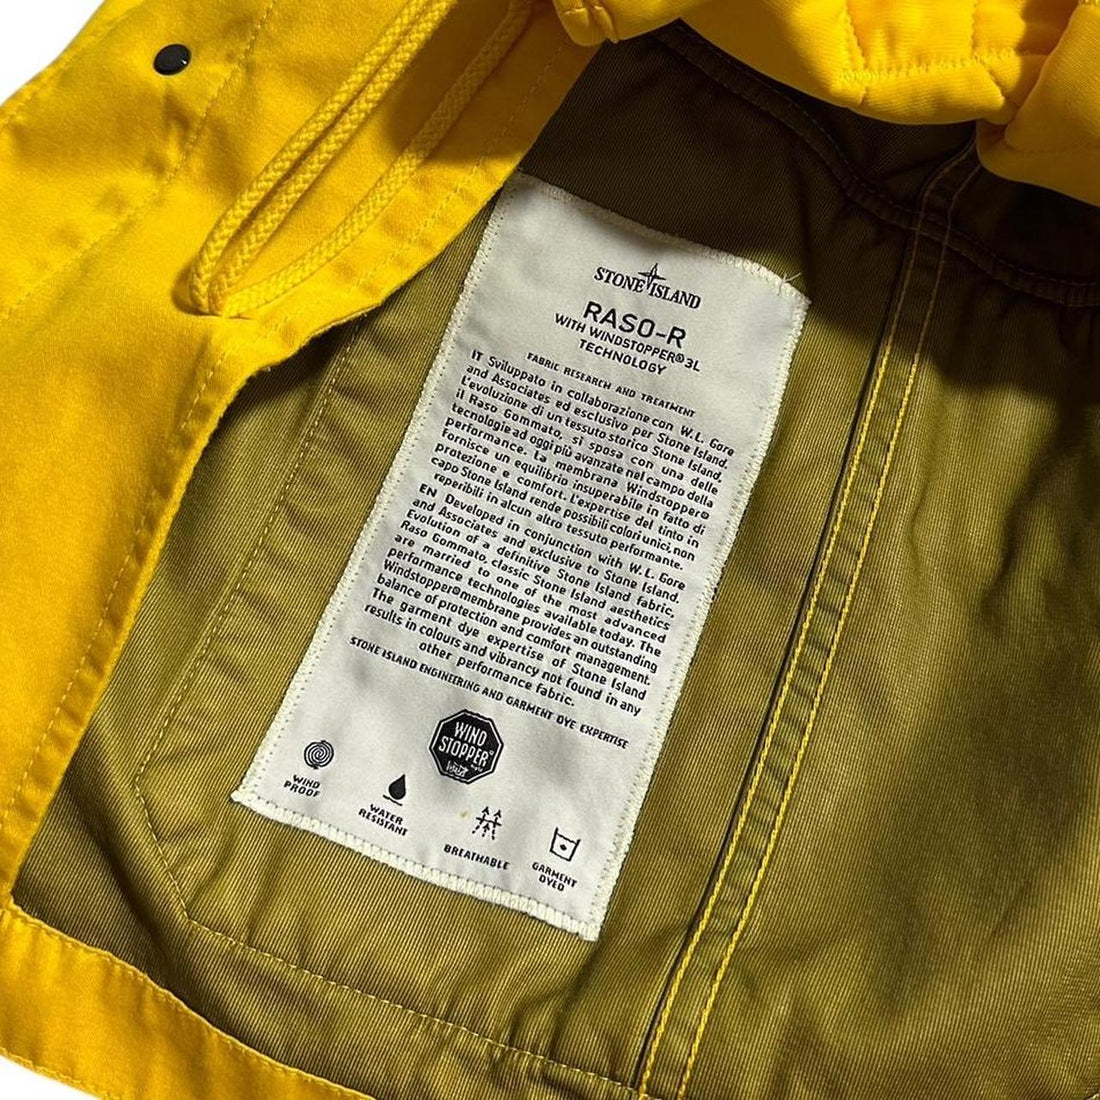 STONE ISLAND
RASO-R
WITH WINDSTOPPER® 3L
TECHNOLOGY
FABRIC RESEARCH AND TREATMENT
IT Sviluppato in collaborazione con W.L. Gore
and Associates ed esclusivo per Stone Island.
L'evoluzione di un tessuto storico Stone Island,
il Raso Gommato, si sposa con una delle
tecnologie ad oggi più avanzate nel campo della
performance. La membrana Windstopper®
Fornisce un equilibrio insuperabile in fatto di
protezione e comfort. L'expertise del tinto in
capo Stone Island rende possibili colori unici, non
reperibili in alcun altro tessuto performante.
EN Developed in conjunction with W.L. Gore
and Associates and exclusive to Stone Island.
Evolution of a definitive Stone Island fabric,
Raso Gommato, classic Stone Island aesthetics
are married to one of the most advanced
performance technologies available today. The
Windstopper® membrane provides an outstanding
balance of protection and comfort management.
The garment dye expertise of Stone Island
results in colours and vibrancy not found in any
other performance fabric.
STONE ISLAND ENGINEERING AND GARMENT DYE EXPERTISE
WIND
STOPPER®
WIND
PROOF
WATER
RESISTANT
BREATHABLE
GARMENT
DYED